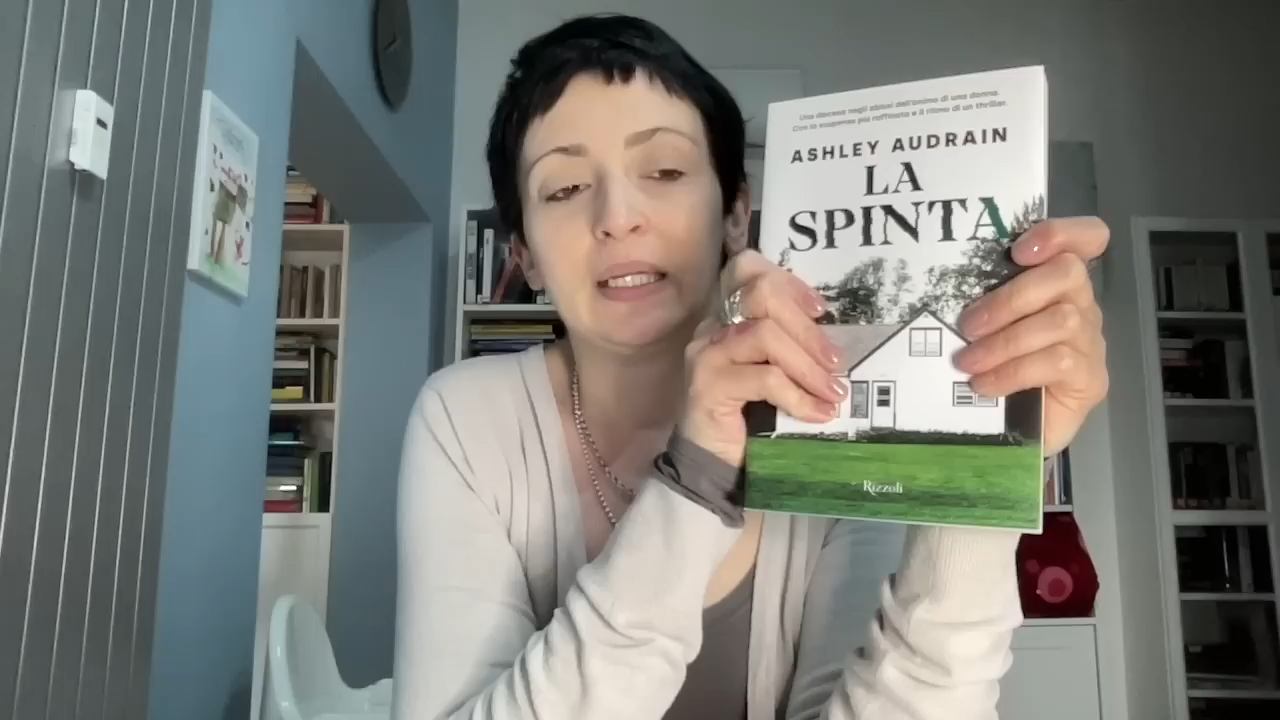 Una discesa negli abissi dell'animo di una donna.
Con la suspense più raffinata e il ritmo di un thriller.
ASHLEY AUDRAIN
LA
SPINTA
Rizzoli